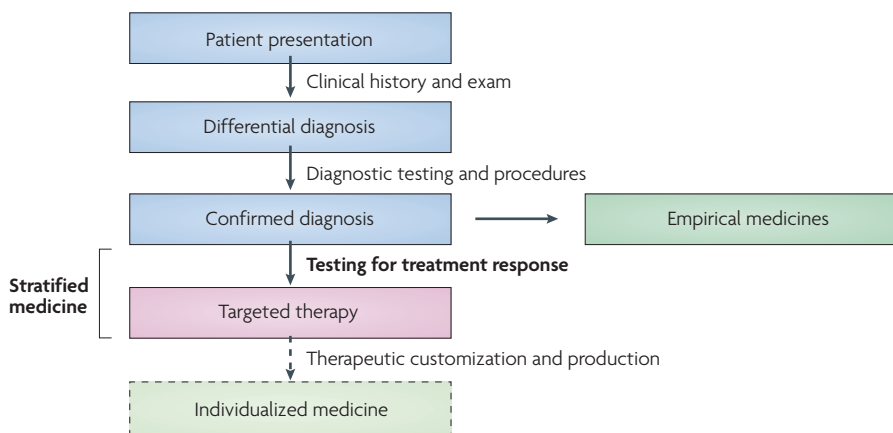 Patient presentation
Clinical history and exam
Differential diagnosis
Diagnostic testing and procedures
Confirmed diagnosis
Empirical medicines
Testing for treatment response
Stratified
medicine
Targeted therapy
Therapeutic customization and production
Individualized medicine